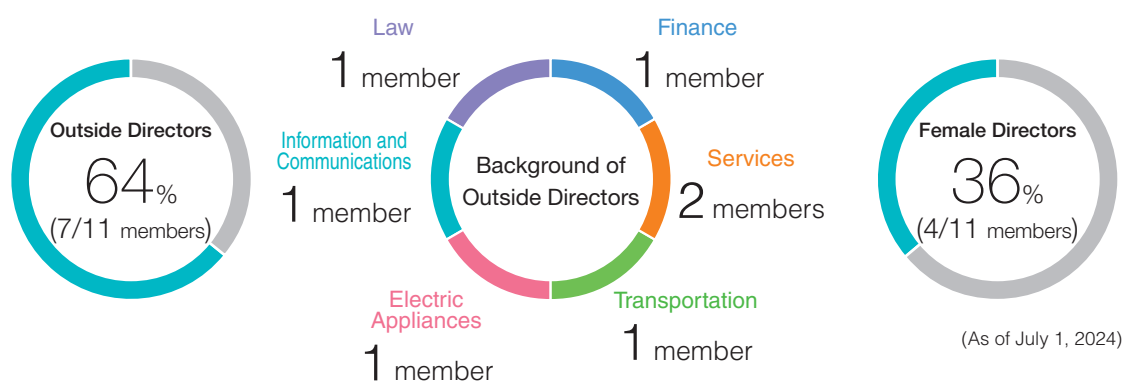 Outside Directors
64%
(7/11 members)
Law
1 member
Finance
1 member
Information and
Communications
1 member
Background of
Outside Directors
Services
2 members
Electric
Appliances
1 member
Transportation
1 member
Female Directors
36%
(4/11 members)
(As of July 1, 2024)